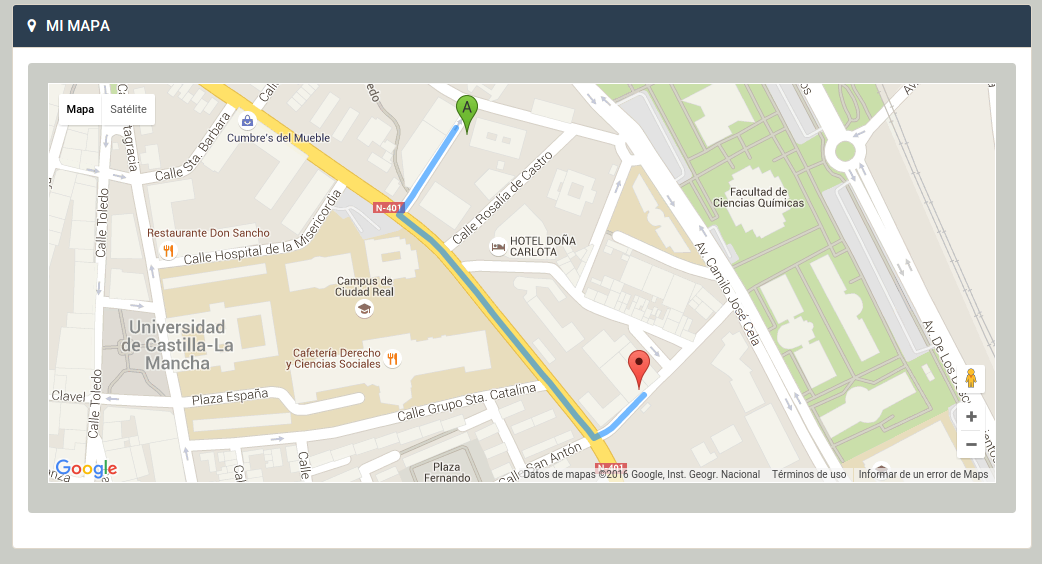 MI MAPA
Mapa
Satélite
Cumbre's del Mueble
Calle Sta. Barbara
Calle Toledo
Restaurante Don Sancho
Calle Hospital de la Misericordia
N-401
A
Calle Rosalía de Castro
HOTEL DOÑA
CARLOTA
Facultad de
Ciencias Químicas
Av. Camilo José Cela
Campus de
Ciudad Real
Universidad
de Castilla-La
Mancha
Cafetería Derecho
y Ciencias Sociales
Clavel
Plaza España
Calle Toledo
Calle Grupo Sta. Catalina
Calle San Antón
N-401
Plaza
Fernando
Calle
Cal
Av. De Los
Google
Datos de mapas ©2016 Google, Inst. Geogr. Nacional
Términos de uso
Informar de un error de Maps